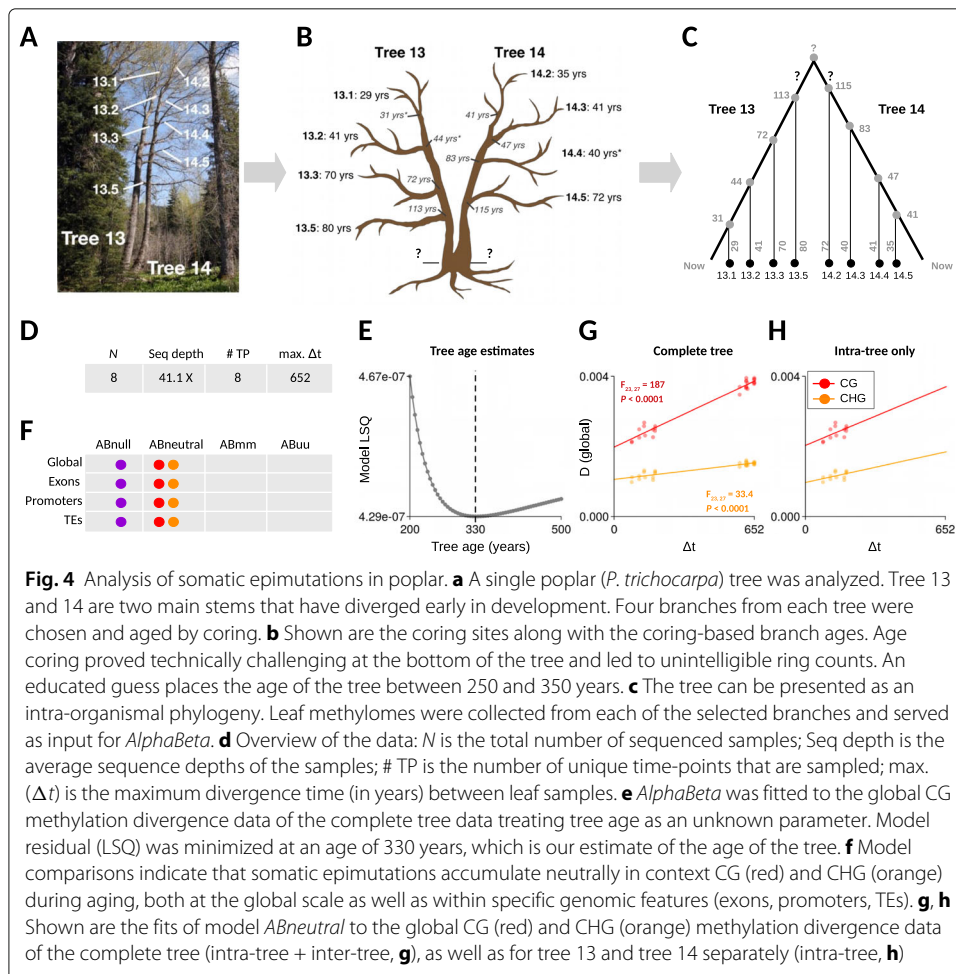 A
13.1
14.2
13.2
14.3
13.3
14.4
14.5
13.5
Tree 13
Tree 14
B
Tree 13
Tree 14
14.2: 35 yrs
13.1: 29 yrs
14.3: 41 yrs
31 yrs*
41 yrs
13.2: 41 yrs
44 yrs*
47 yrs
14.4: 40 yrs*
83 yrs
13.3: 70 yrs
72 yrs
14.5: 72 yrs
113 yrs
115 yrs
13.5: 80 yrs
?
?
C
?
?
?
113
115
Tree 13
Tree 14
72
83
44
47
31
41
29
41
70
80
72
40
41
35
Now
Now
13.1 13.2 13.3 13.5 14.2 14.3 14.4 14.5
D
N Seq depth # TP max. Δt
8 41.1 X 8 652
F
ABnull ABneutral ABmm ABuu
Global
Exons
Promoters
TEs
E
Tree age estimates
4.67e-07
Model LSQ
4.29e-07
200 330 500
Tree age (years)
G
Complete tree
0.004
F23, 27 = 187
P < 0.0001
D (global)
F23, 27 = 33.4
P < 0.0001
0.000
0 652
Δt
H
Intra-tree only
0.004
CG
CHG
0.000
0 652
Δt
Fig. 4 Analysis of somatic epimutations in poplar. a A single poplar (P. trichocarpa) tree was analyzed. Tree 13
and 14 are two main stems that have diverged early in development. Four branches from each tree were
chosen and aged by coring. b Shown are the coring sites along with the coring-based branch ages. Age
coring proved technically challenging at the bottom of the tree and led to unintelligible ring counts. An
educated guess places the age of the tree between 250 and 350 years. c The tree can be presented as an
intra-organismal phylogeny. Leaf methylomes were collected from each of the selected branches and served
as input for AlphaBeta. d Overview of the data: N is the total number of sequenced samples; Seq depth is the
average sequence depths of the samples; # TP is the number of unique time-points that are sampled; max.
(Δt) is the maximum divergence time (in years) between leaf samples. e AlphaBeta was fitted to the global CG
methylation divergence data of the complete tree data treating tree age as an unknown parameter. Model
residual (LSQ) was minimized at an age of 330 years, which is our estimate of the age of the tree. f Model
comparisons indicate that somatic epimutations accumulate neutrally in context CG (red) and CHG (orange)
during aging, both at the global scale as well as within specific genomic features (exons, promoters, TEs). g, h
Shown are the fits of model ABneutral to the global CG (red) and CHG (orange) methylation divergence data
of the complete tree (intra-tree + inter-tree, g), as well as for tree 13 and tree 14 separately (intra-tree, h)